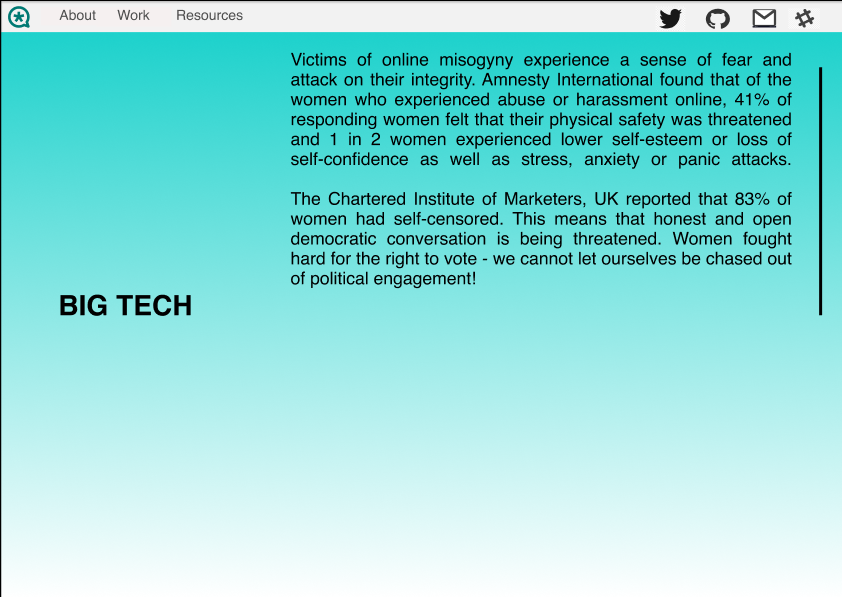 About Work Resources
Victims of online misogyny experience a sense of fear and
attack on their integrity. Amnesty International found that of the
women who experienced abuse or harassment online, 41% of
responding women felt that their physical safety was threatened
and 1 in 2 women experienced lower self-esteem or loss of
self-confidence as well as stress, anxiety or panic attacks.
The Chartered Institute of Marketers, UK reported that 83% of
women had self-censored. This means that honest and open
democratic conversation is being threatened. Women fought
hard for the right to vote - we cannot let ourselves be chased out
of political engagement!
BIG TECH